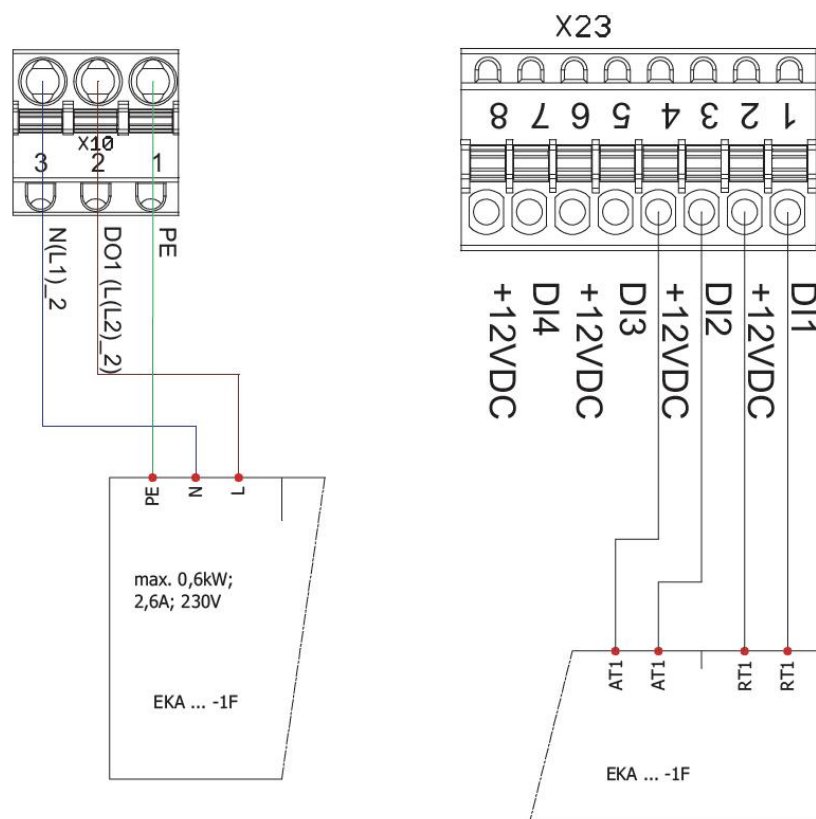 X10
3 2 1
N(L1)_2
DO1 (L(L2)_2)
PE
PE
N
L
max. 0,6kW;
2,6A; 230V
EKA ... -1F
X23
8 7 6 5 4 3 2 1
+12VDC
DI4
+12VDC
DI3
+12VDC
DI2
+12VDC
DI1
AT1
AT1
RT1
RT1
EKA ... -1F